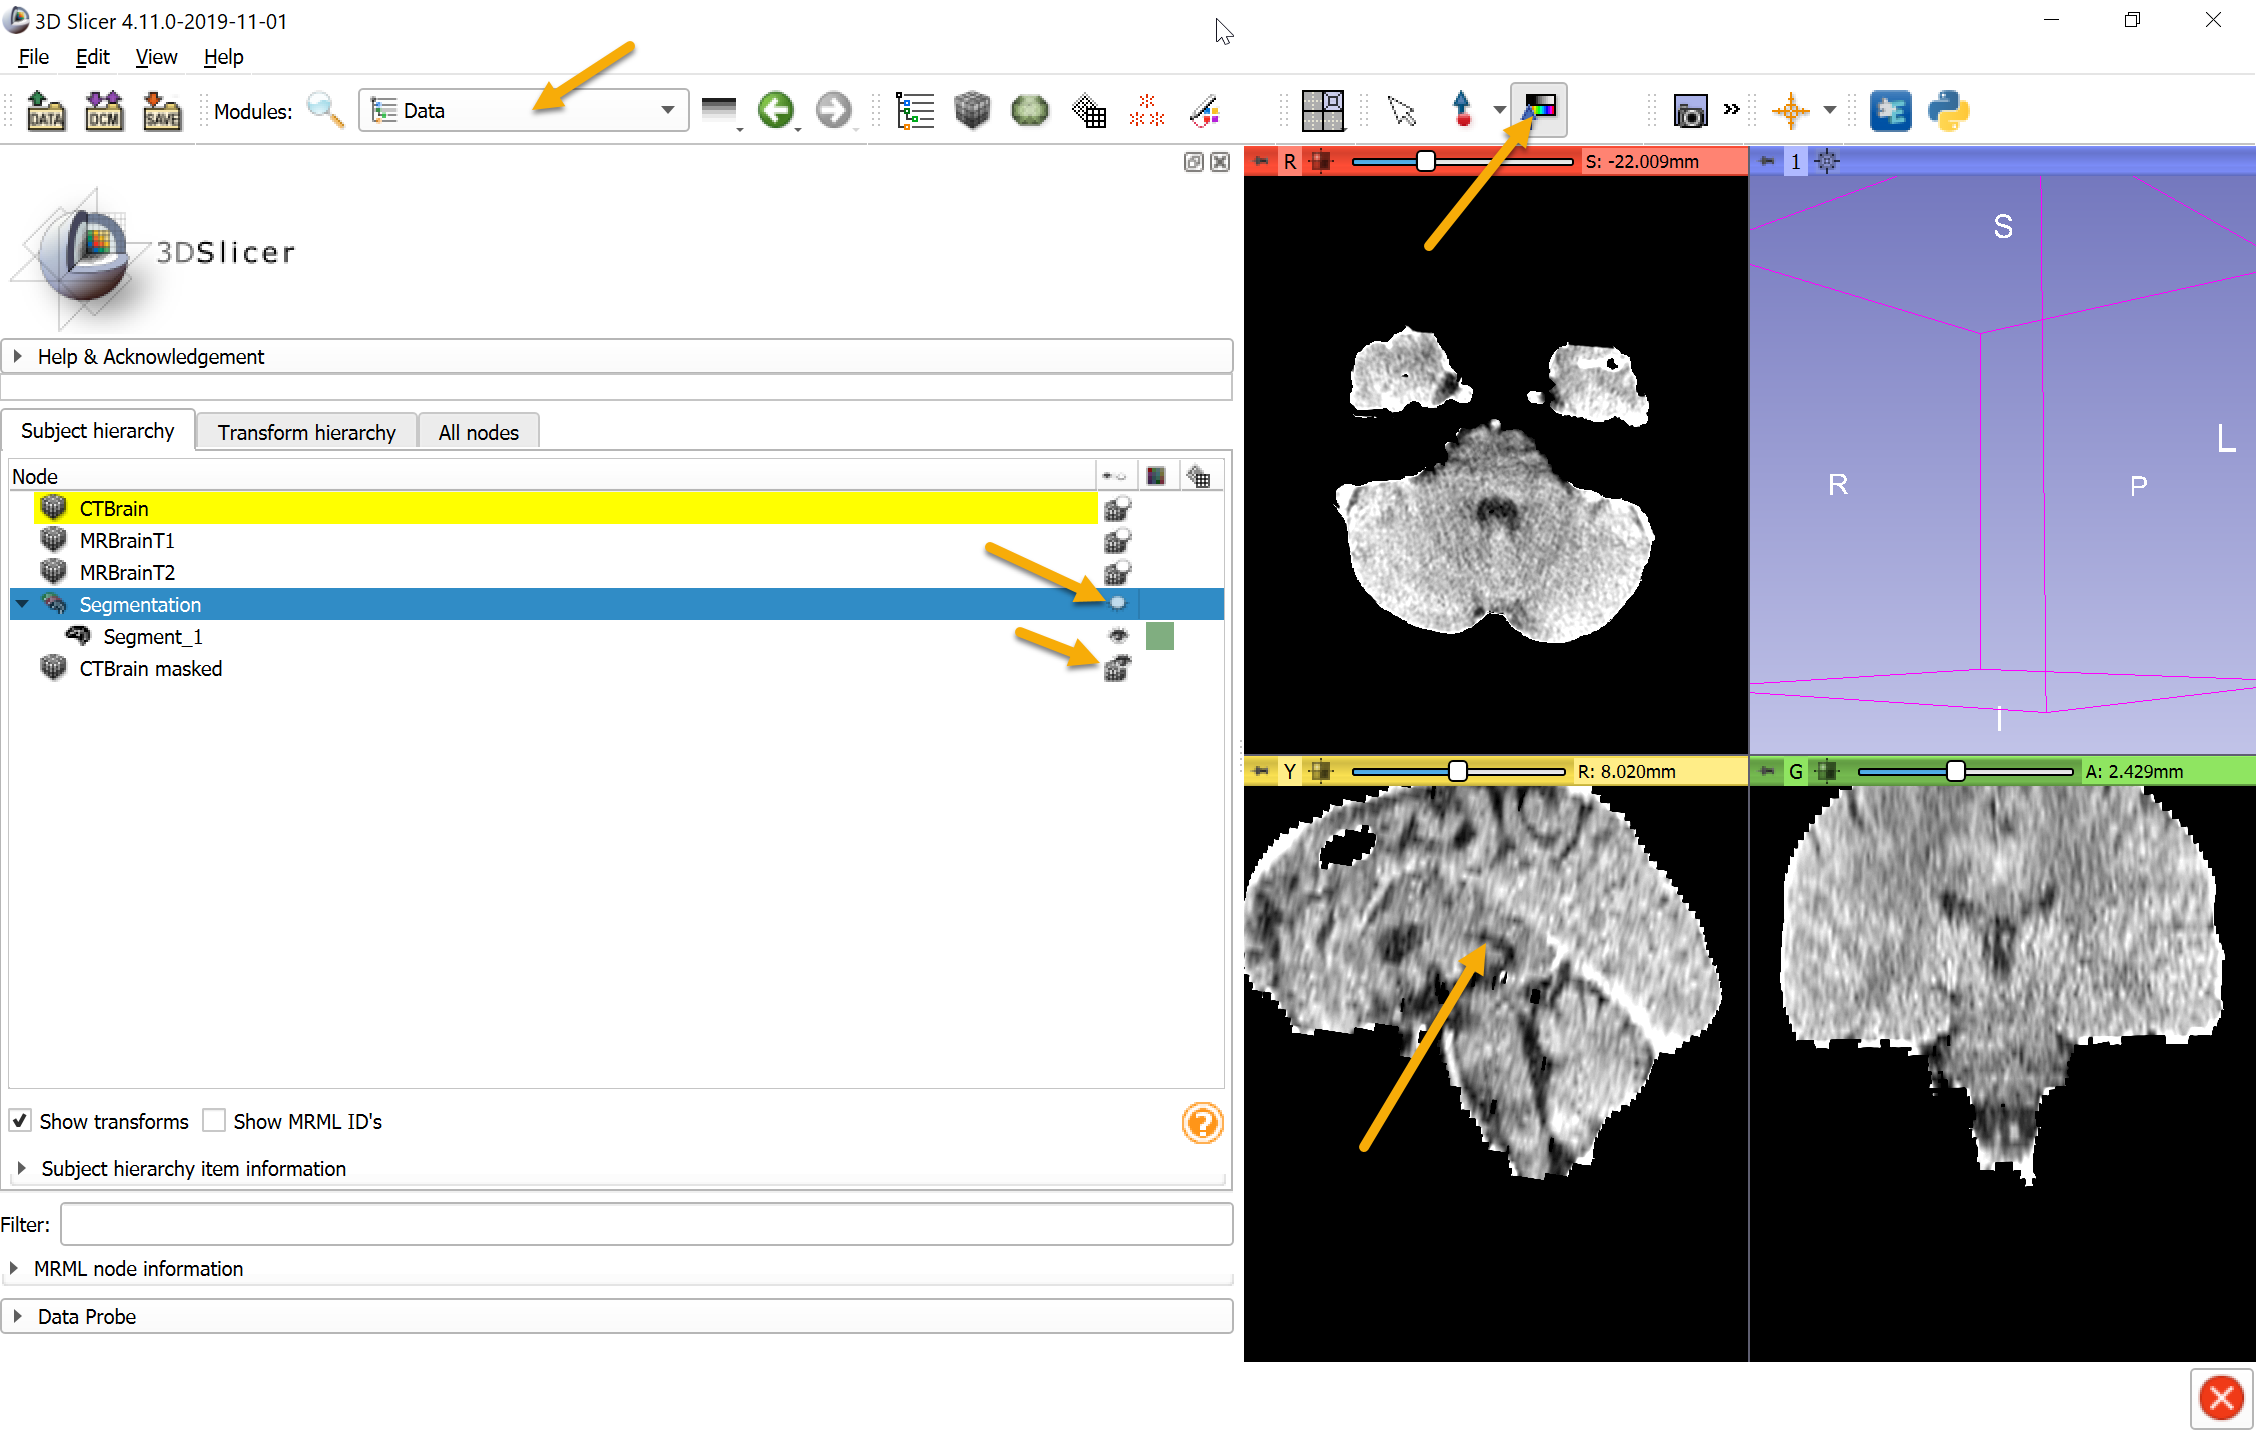 3D Slicer 4.11.0-2019-11-01
File Edit View Help
DATA DCM SAVE Modules: Data
R S: -22.009mm 1
3DSlicer
Help & Acknowledgement
Subject hierarchy Transform hierarchy All nodes
Node
CTBrain
MRBrainT1
MRBrainT2
Segmentation
Segment_1
CTBrain masked
Show transforms Show MRML ID's
Subject hierarchy item information
Filter:
MRML node information
Data Probe
S
L
R P
I
Y R: 8.020mm G A: 2.429mm